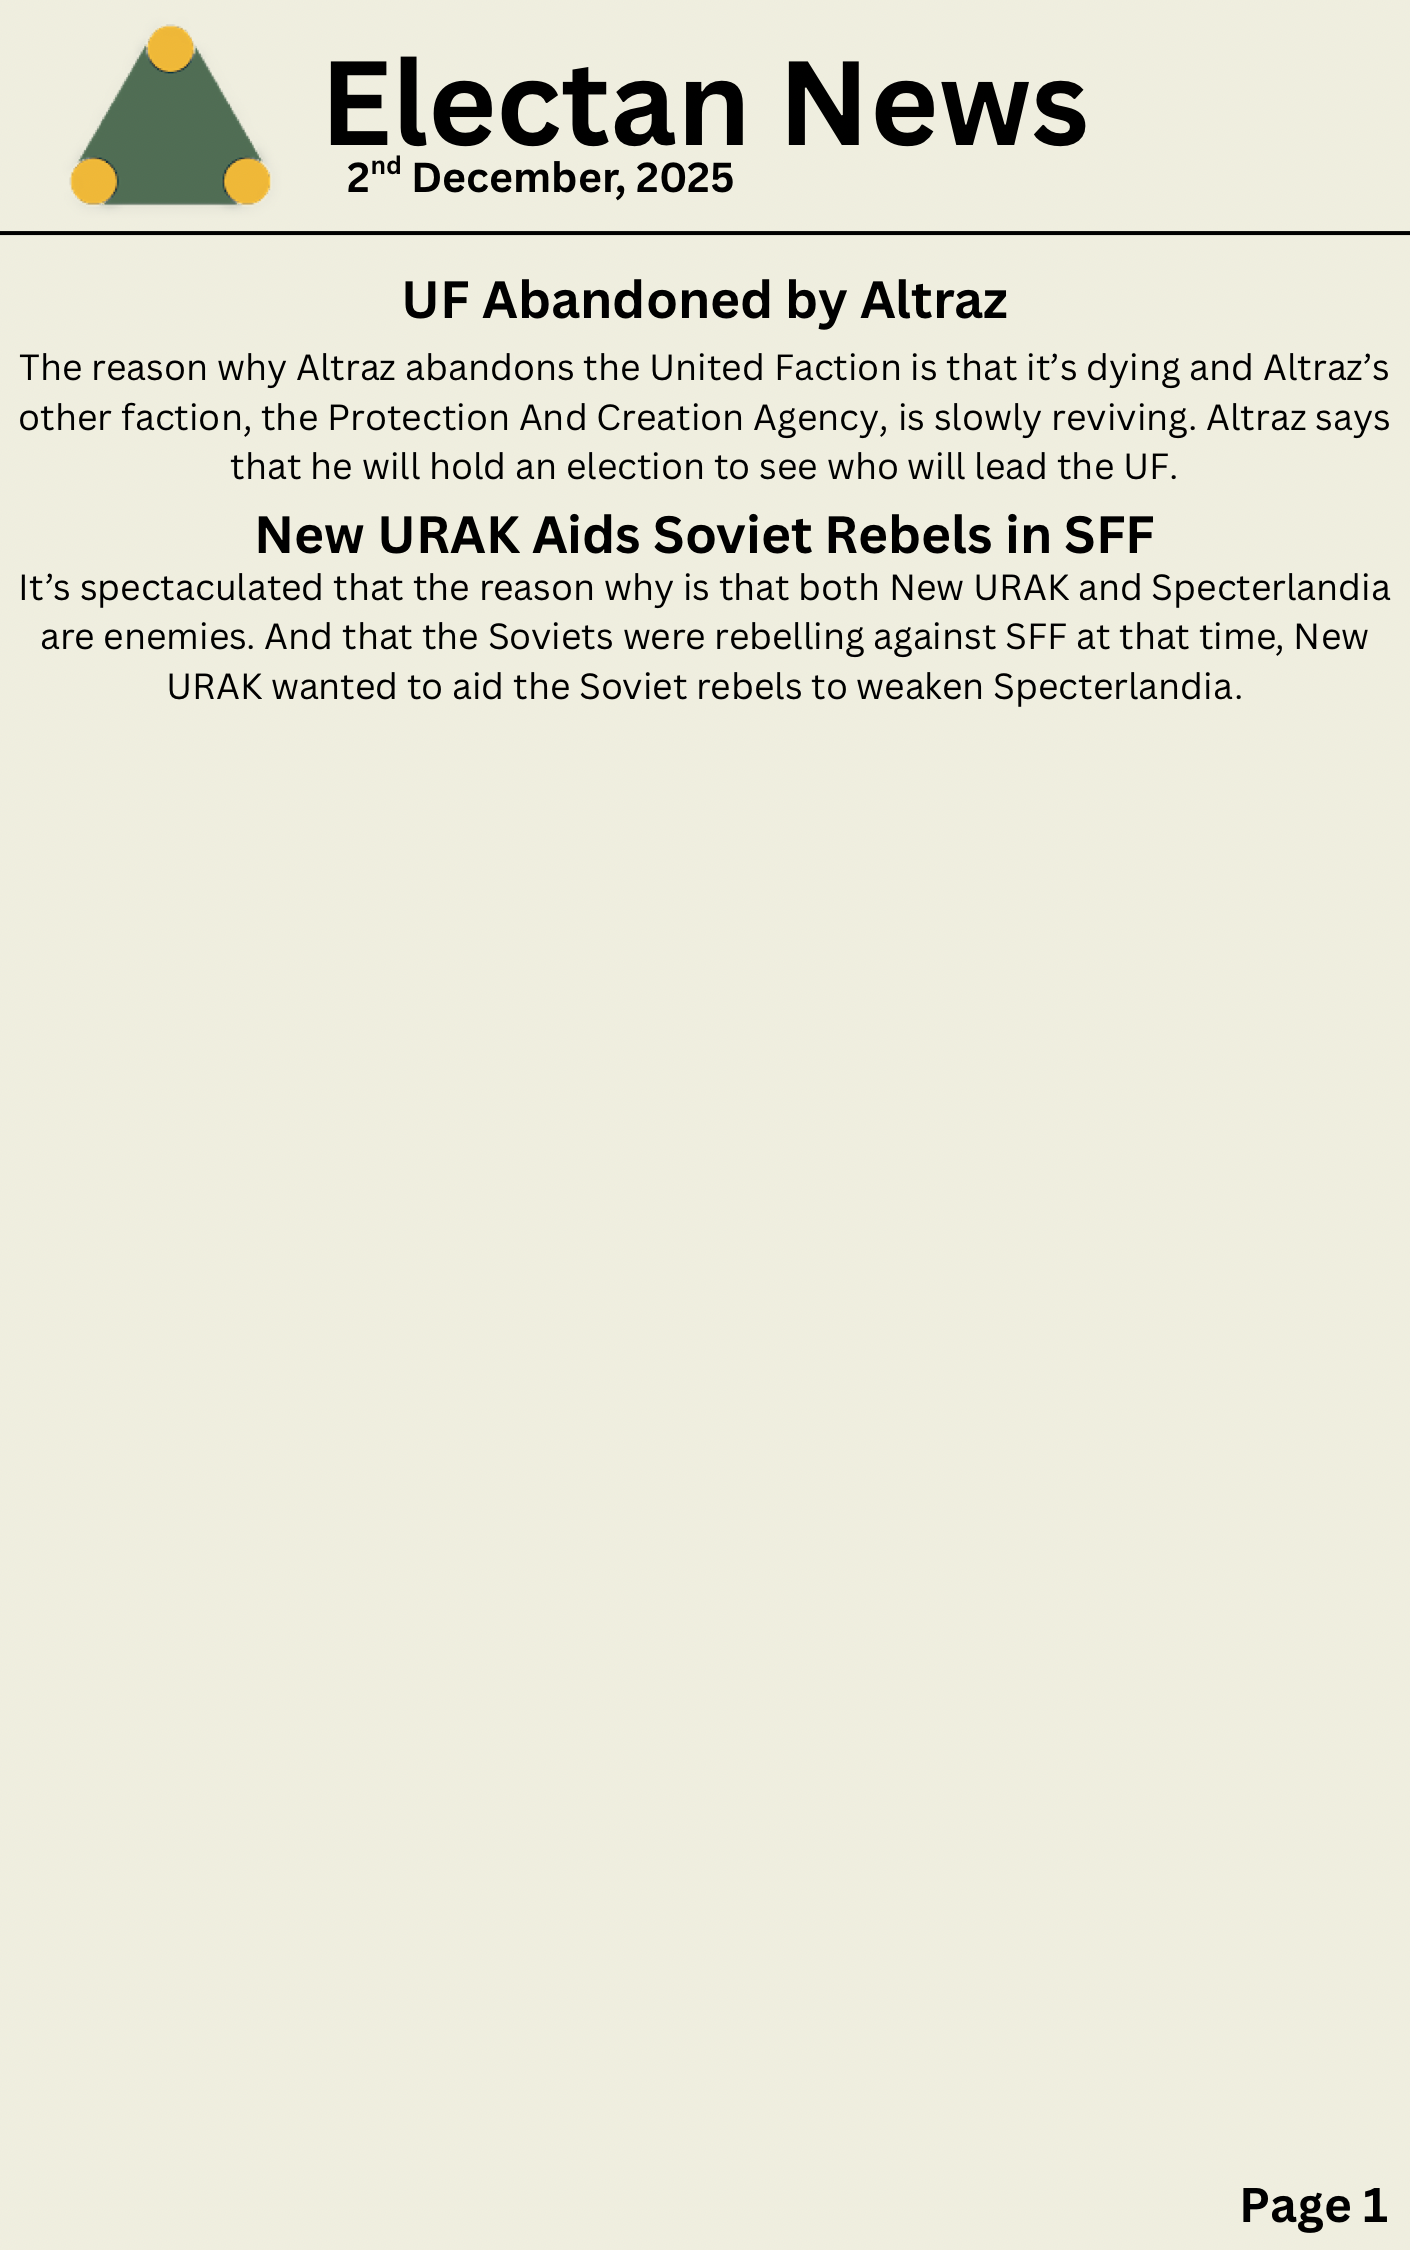 Electan News
2nd December, 2025
UF Abandoned by Altraz
The reason why Altraz abandons the United Faction is that it’s dying and Altraz’s
other faction, the Protection And Creation Agency, is slowly reviving. Altraz says
that he will hold an election to see who will lead the UF.
New URAK Aids Soviet Rebels in SFF
It’s spectaculated that the reason why is that both New URAK and Specterlandia
are enemies. And that the Soviets were rebelling against SFF at that time, New
URAK wanted to aid the Soviet rebels to weaken Specterlandia.
Page 1